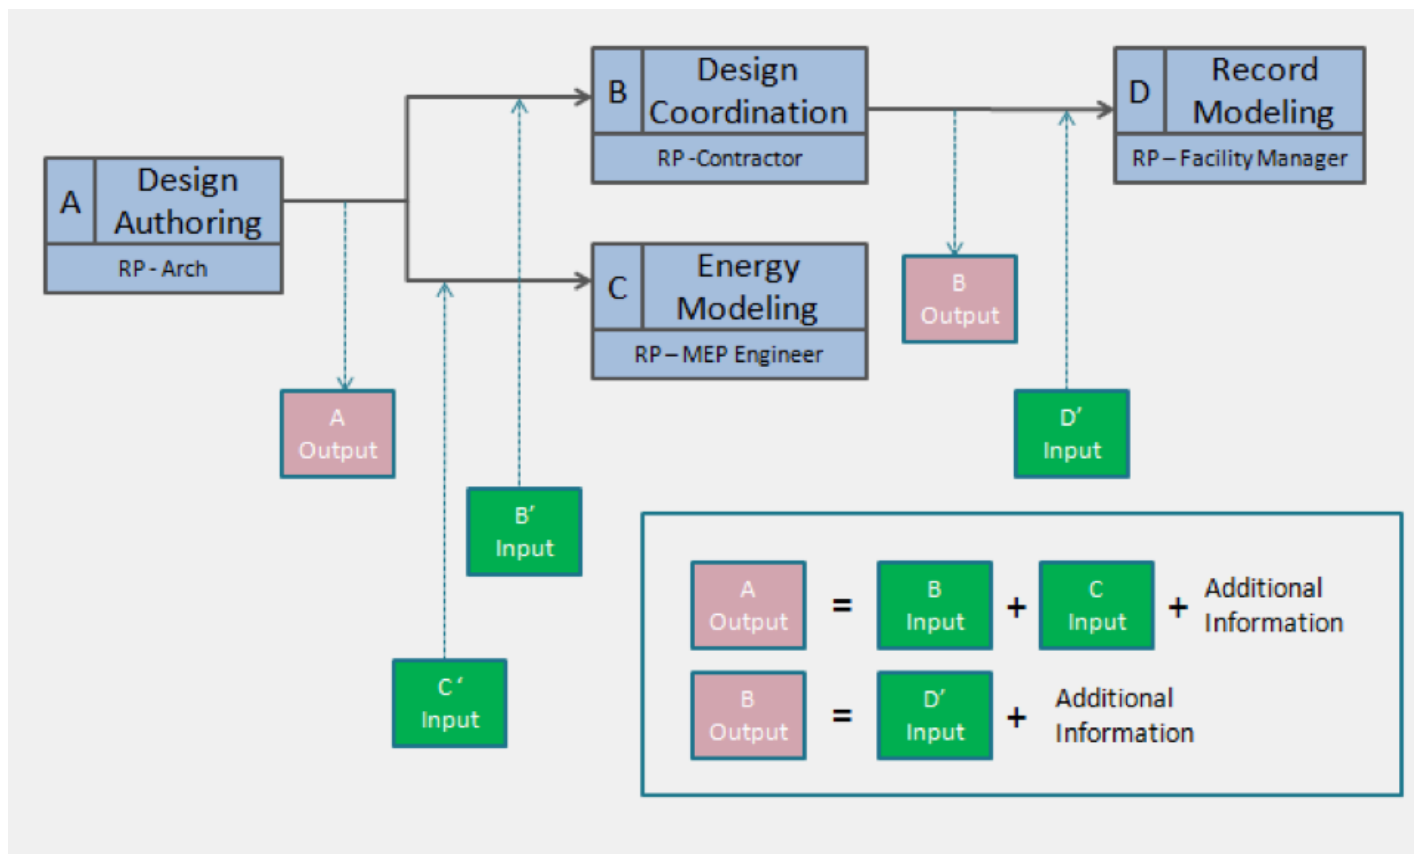 A
Design
Authoring
RP - Arch
B
Design
Coordination
RP -Contractor
D
Record
Modeling
RP – Facility Manager
C
Energy
Modeling
RP – MEP Engineer
A
Output
B
Output
B’
Input
C ‘
Input
D’
Input
A
Output
=
B
Input
+
C
Input
+
Additional
Information
B
Output
=
D’
Input
+
Additional
Information